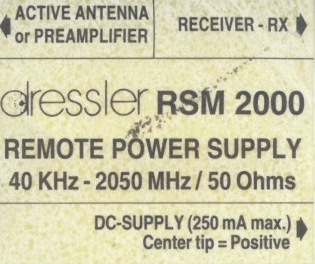 ACTIVE ANTENNA
or PREAMPLIFIER
RECEIVER - RX
dressler RSM 2000
REMOTE POWER SUPPLY
40 KHz - 2050 MHz / 50 Ohms
DC-SUPPLY (250 mA max.)
Center tip = Positive